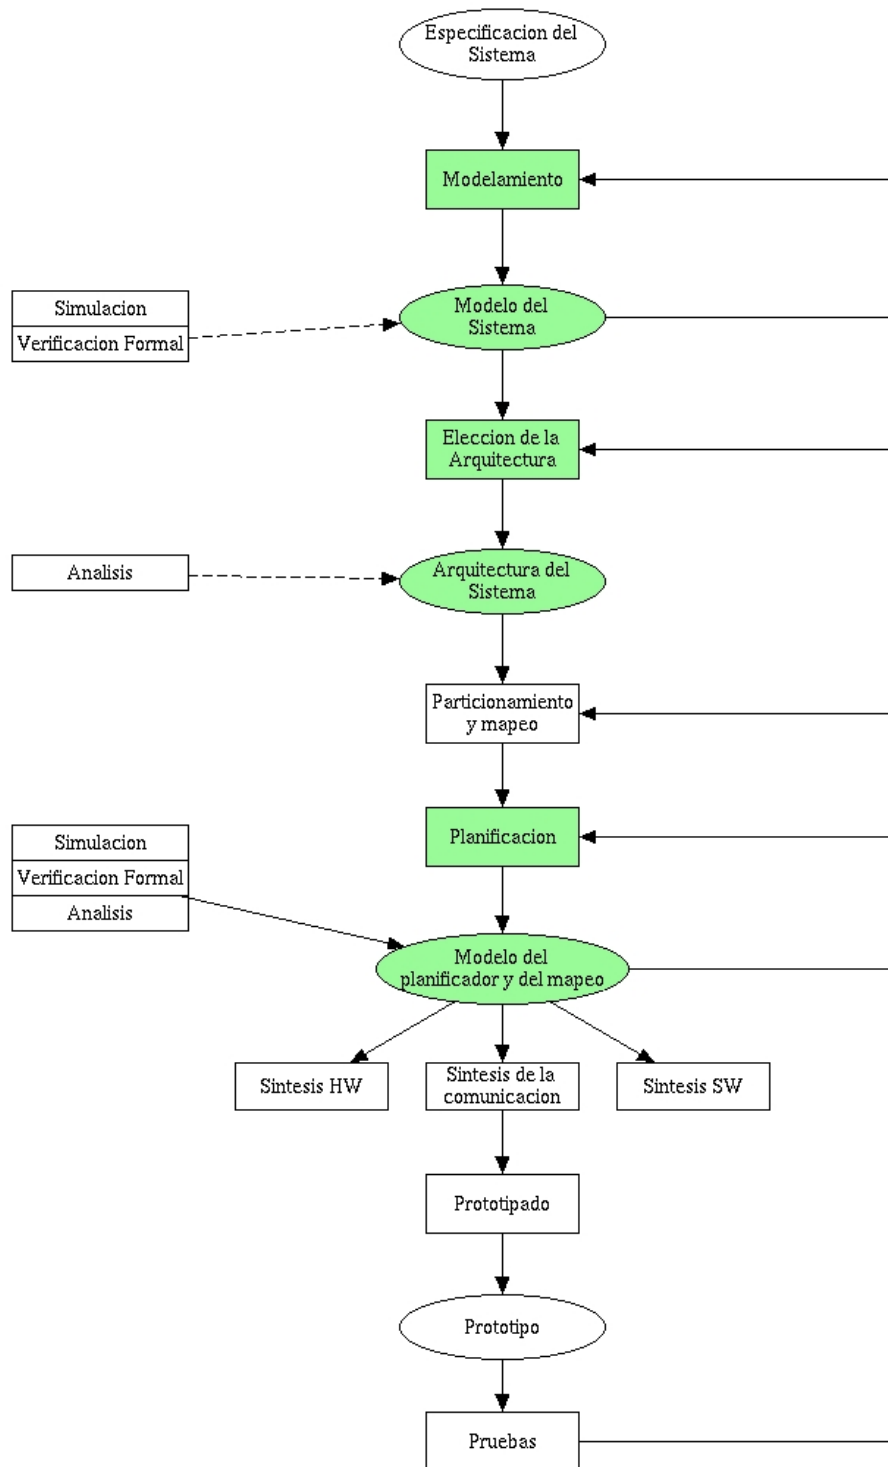 Especificacion del
Sistema
Modelamiento
Simulacion
Verificacion Formal
Modelo del
Sistema
Eleccion de la
Arquitectura
Analisis
Arquitectura del
Sistema
Particionamiento
y mapeo
Simulacion
Verificacion Formal
Analisis
Planificacion
Modelo del
planificador y del mapeo
Sintesis HW
Sintesis de la
comunicacion
Sintesis SW
Prototipado
Prototipo
Pruebas